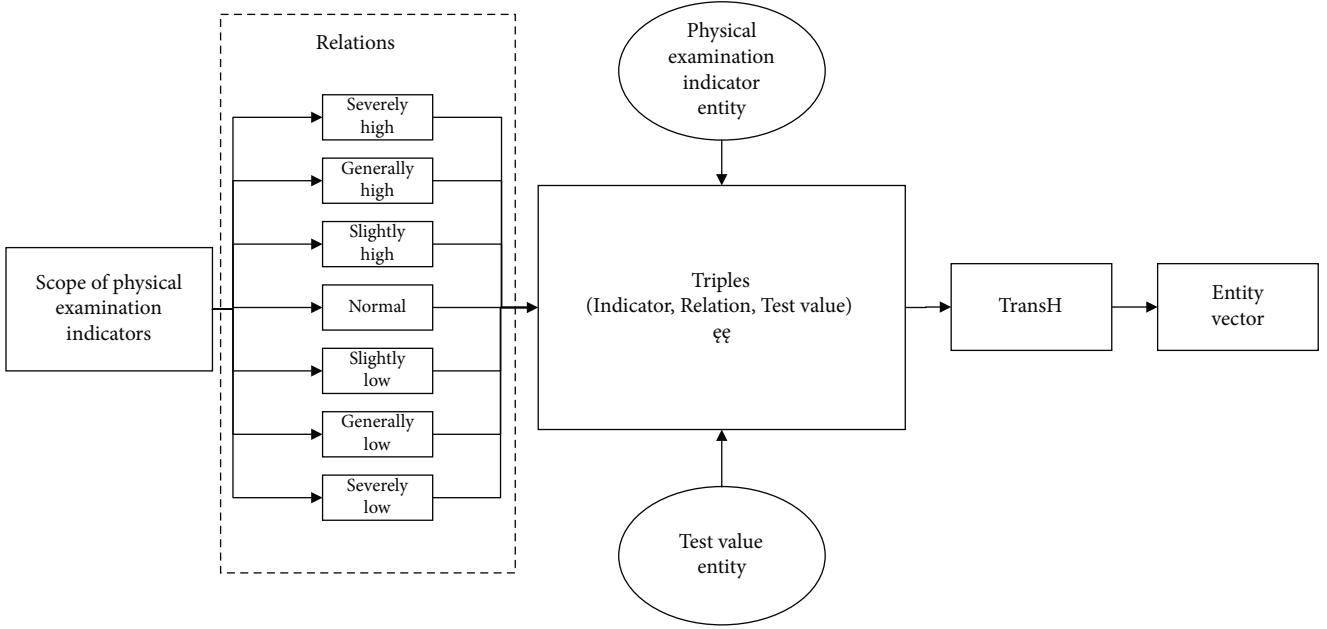 Scope of physical
examination
indicators
Relations
Severely
high
Generally
high
Slightly
high
Normal
Slightly
low
Generally
low
Severely
low
Physical
examination
indicator
entity
Triples
(Indicator, Relation, Test value)
ęę
Test value
entity
TransH
Entity
vector